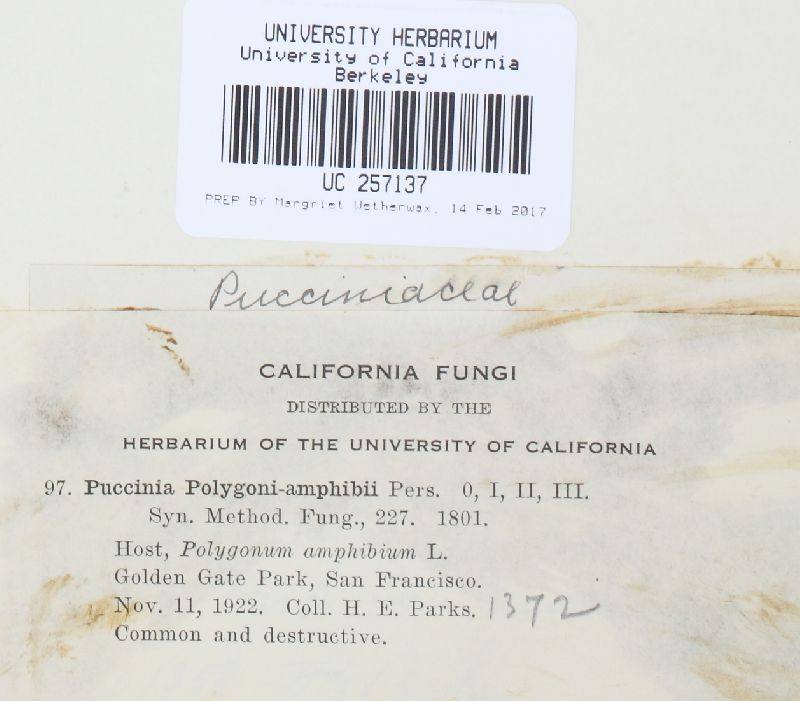 UNIVERSITY HERBARIUM
University of California
Berkeley
UC 257137
PREP BY Margriet Wetherwax, 14 Feb 2017
Pucciniaceae
CALIFORNIA FUNGI
DISTRIBUTED BY THE
HERBARIUM OF THE UNIVERSITY OF CALIFORNIA
97. Puccinia Polygoni-amphibii Pers. 0, I, II, III.
Syn. Method. Fung., 227. 1801.
Host, Polygonum amphibium L.
Golden Gate Park, San Francisco.
Nov. 11, 1922. Coll. H. E. Parks. 1372
Common and destructive.